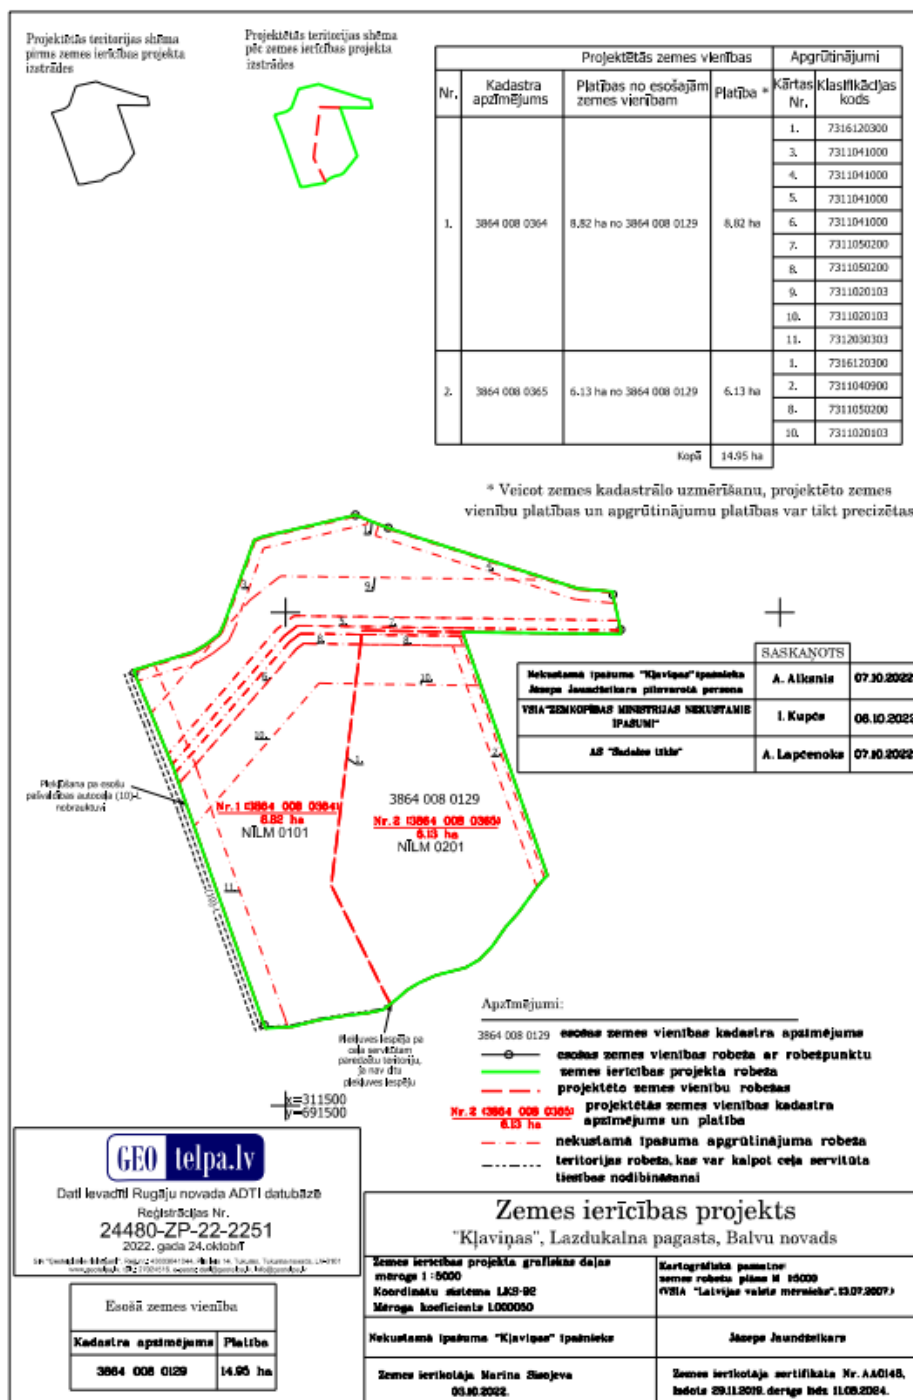 Projektētās teritorijas shēma
pirms zemes ierīcības projekta
izstrādes
Projektētās teritorijas shēma
pēc zemes ierīcības projekta
izstrādes
Projektētās zemes vienības
Apgrūtinājumi
Nr.
Kadastra
apzīmējums
Platības no esošajām
zemes vienībam
Platība *
Kārtas
Nr.
Klasifikācijas
kods
1.
3864 008 0364
8.82 ha no 3864 008 0129
8.82 ha
1. 7316120300
3. 7311041000
4. 7311041000
5. 7311041000
6. 7311041000
7. 7311050200
8. 7311050200
9. 7311020103
10. 7311020103
11. 7312030303
2.
3864 008 0365
6.13 ha no 3864 008 0129
6.13 ha
1. 7316120300
2. 7311040900
8. 7311050200
10. 7311020103
Kopā 14.95 ha
* Veicot zemes kadastrālo uzmērīšanu, projektēto zemes
vienību platības un apgrūtinājumu platības var tikt precizētas
SASKAŅOTS
Nekustamā īpašuma "Kļaviņas" īpašnieka
Jāzepa Jaundžeikara pilnvarotā persona
A. Alksnis
07.10.2022
VSIA "ZEMKOPĪBAS MINISTRIJAS NEKUSTAMIE
ĪPAŠUMI"
I. Kupčs
06.10.2022
AS "Sadales tīkls"
A. Lapčenoks
07.10.2022
9.
8.
10.
10.
2.
1.
11.
Piekļūšana pa esošu
pašvaldības autoceļa (10)-L
nobrauktuvi
Nr.1 (3864 008 0364)
8.82 ha
NĪLM 0101
3864 008 0129
Nr.2 (3864 008 0365)
6.13 ha
NĪLM 0201
Piekļuves iespēja pa
ceļa servitūtam
paredzētu teritoriju,
ja nav citu
piekļuves iespēju
x=311500
y=691500
Apzīmējumi:
3864 008 0129 esošās zemes vienības kadastra apzīmējums
esošās zemes vienības robeža ar robežpunktu
zemes ierīcības projekta robeža
projektēto zemes vienību robežas
Nr.2 (3864 008 0365)
6.13 ha
projektētās zemes vienības kadastra
apzīmējums un platība
nekustamā īpašuma apgrūtinājuma robeža
teritorijas robeža, kas var kalpot ceļa servitūta
tiesības nodibināšanai
GEO telpa.lv
Dati ievadīti Rugāju novada ADTI datubāzē
Reģistrācijas Nr.
24480-ZP-22-2251
2022. gada 24.oktobrī
Esošā zemes vienība
Kadastra apzīmējums Platība
3864 008 0129 14.95 ha
Zemes ierīcības projekts
"Kļaviņas", Lazdukalna pagasts, Balvu novads
Zemes ierīcības projekta grafiskās daļas
mērogs 1 :5000
Koordinātu sistēma LKS-92
Mēroga koeficients 1.000050
Kartogrāfiskā pamatne:
zemes robežu plāns M 1:5000
(VSIA "Latvijas valsts mērnieks", 13.07.2007.)
Nekustamā īpašuma "Kļaviņas" īpašnieks
Jāzeps Jaundžeikars
Zemes ierīkotāja Marina Sisojeva
03.10.2022.
Zemes ierīkotāja sertifikāts Nr. AA0148,
izdots 29.11.2019. derīgs līdz 11.08.2024.